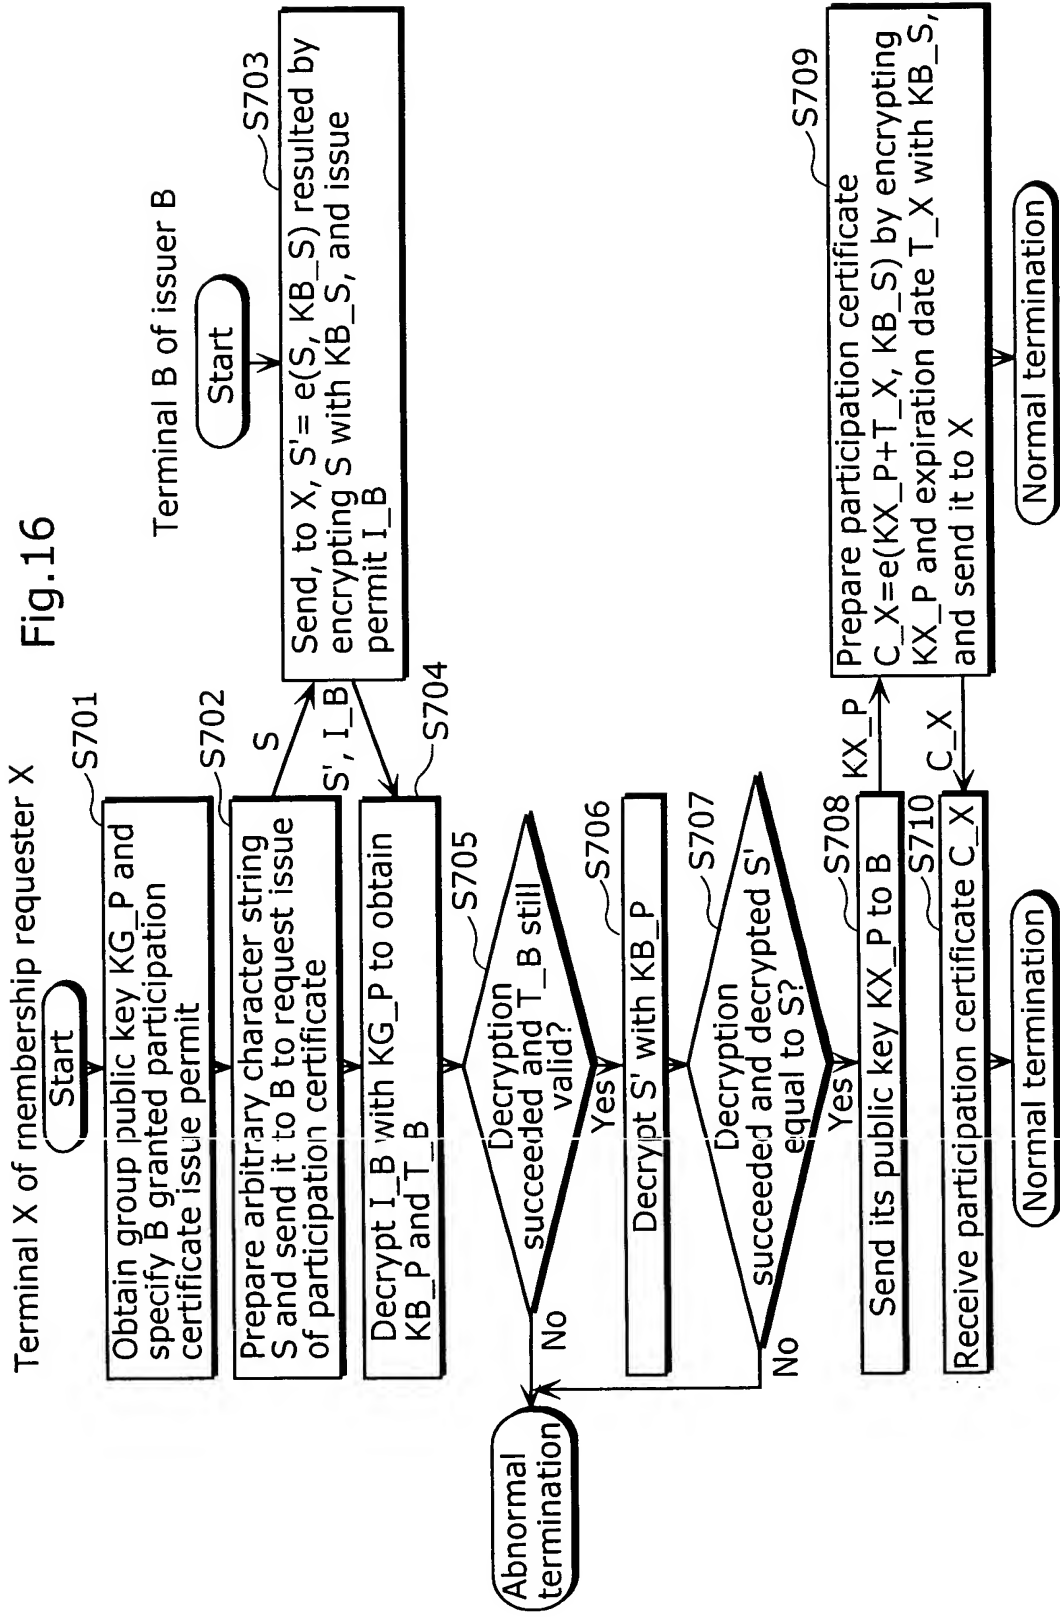 Fig.16
Terminal X of membership requester X
Start
S701
Obtain group public key KG_P and
specify B granted participation
certificate issue permit
S702
Prepare arbitrary character string
S and send it to B to request issue
of participation certificate
S
Terminal B of issuer B
Start
S703
Send, to X, S'= e(S, KB_S) resulted by
encrypting S with KB_S, and issue
permit I_B
S', I_B
S704
Decrypt I_B with KG_P to obtain
KB_P and T_B
S705
Decryption
succeeded and T_B still
valid?
No
Yes
Abnormal
termination
S706
Decrypt S' with KB_P
S707
Decryption
succeeded and decrypted S'
equal to S?
No
Yes
S708
Send its public key KX_P to B
KX_P
S709
Prepare participation certificate
C_X=e(KX_P+T_X, KB_S) by encrypting
KX_P and expiration date T_X with KB_S,
and send it to X
C_X
S710
Receive participation certificate C_X
Normal termination
Normal termination